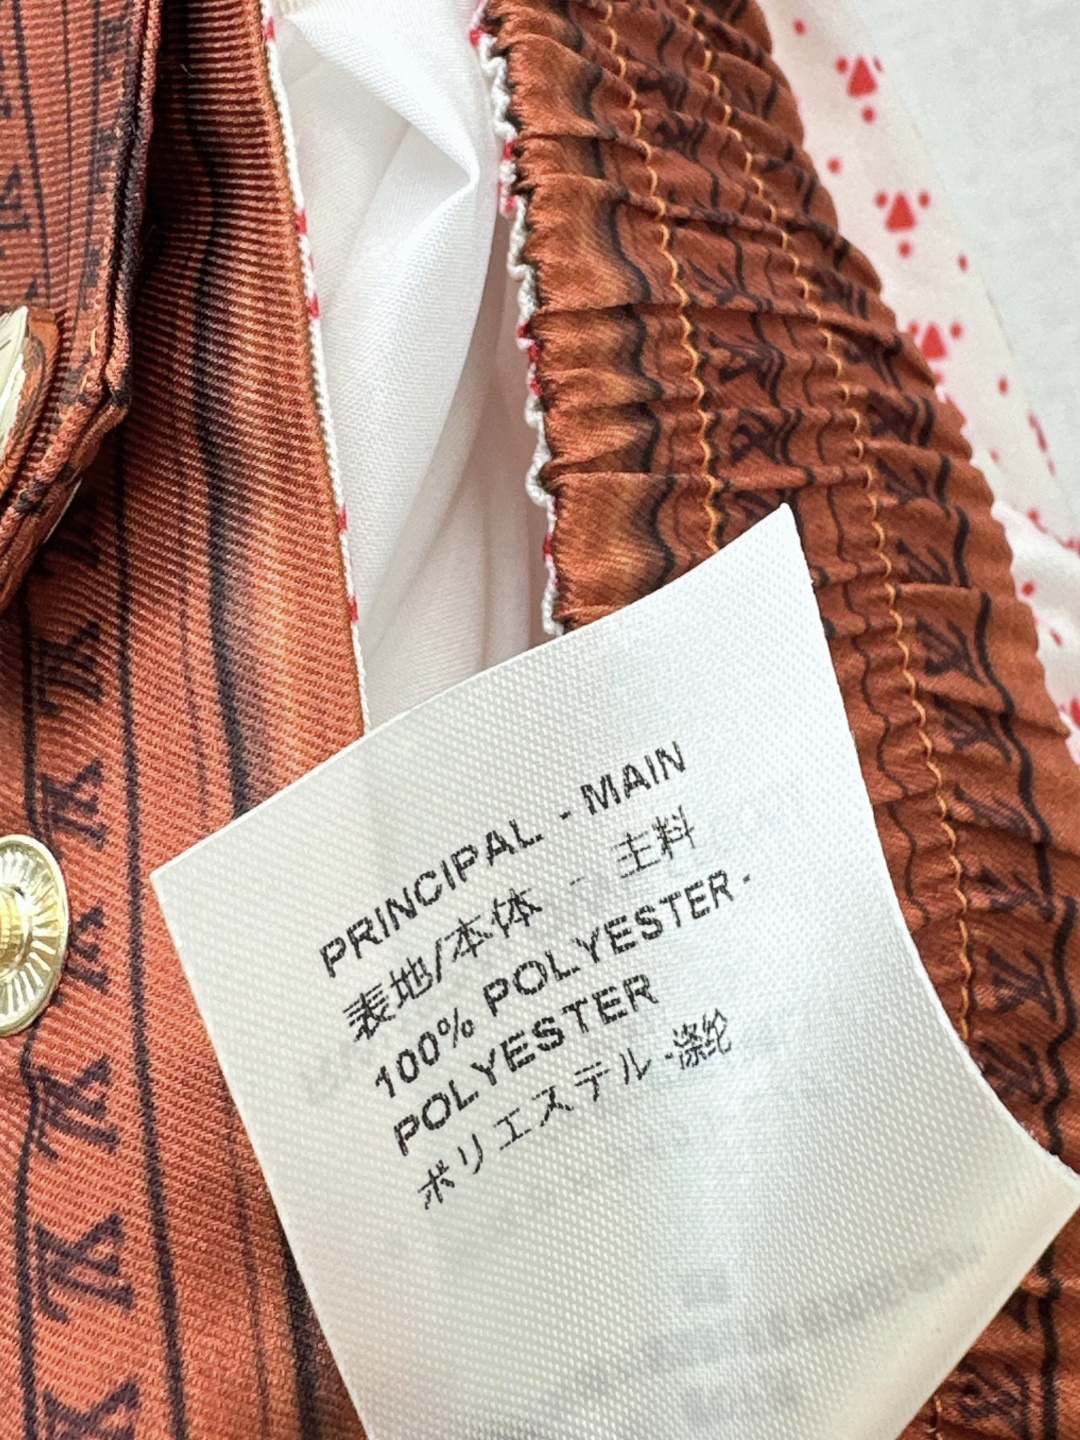 PRINCIPAL - MAIN
表地/本体 - 主料
100% POLYESTER -
POLYESTER
ポリエステル - 涤纶